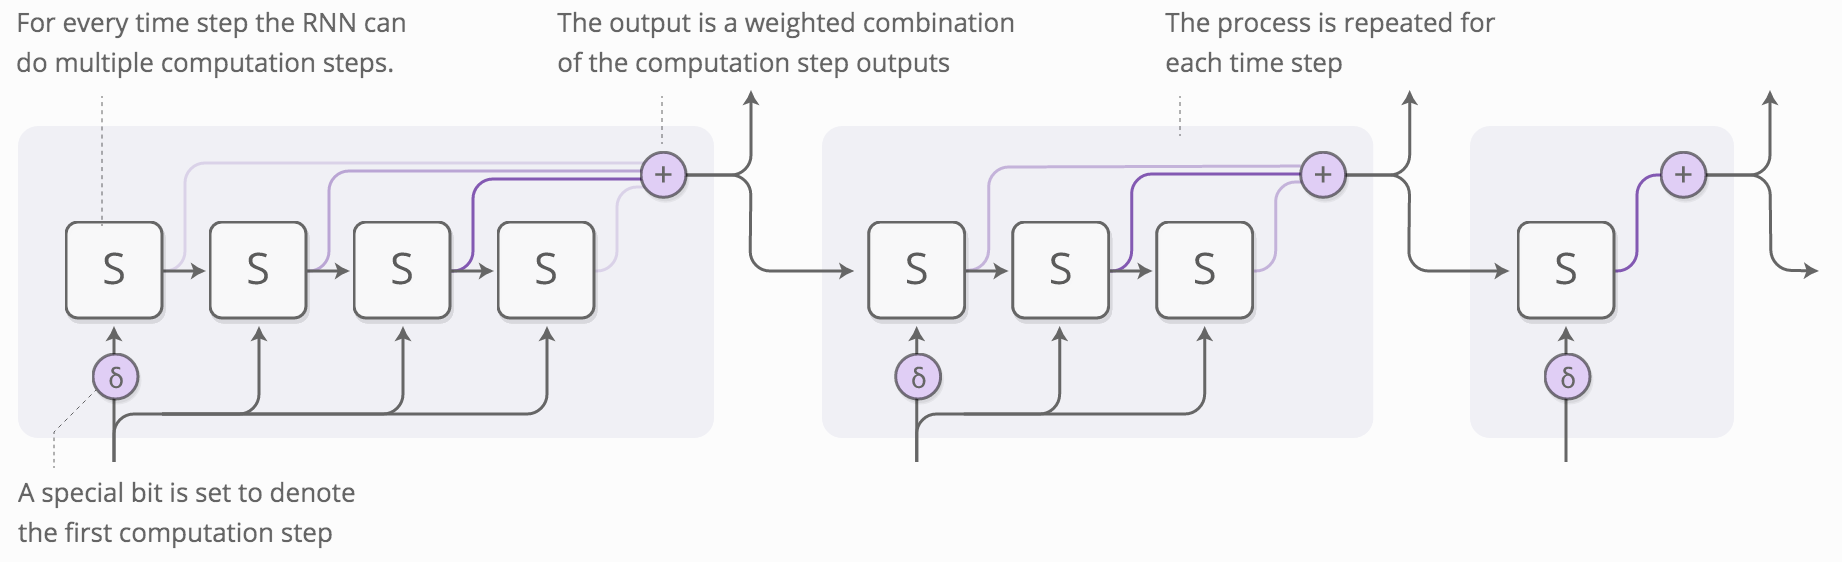 For every time step the RNN can
do multiple computation steps.
The output is a weighted combination
of the computation step outputs
The process is repeated for
each time step
+
+
+
S
S
S
S
S
S
S
S
δ
δ
δ
A special bit is set to denote
the first computation step